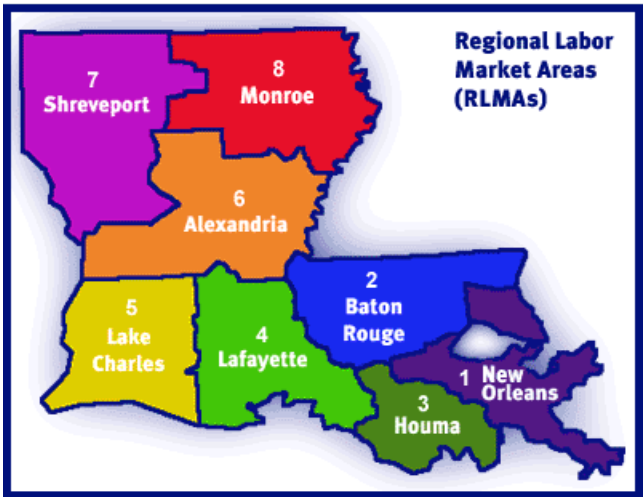 Regional Labor
Market Areas
(RLMAs)
7
Shreveport
8
Monroe
6
Alexandria
2
Baton
Rouge
5
Lake
Charles
4
Lafayette
1 New
Orleans
3
Houma